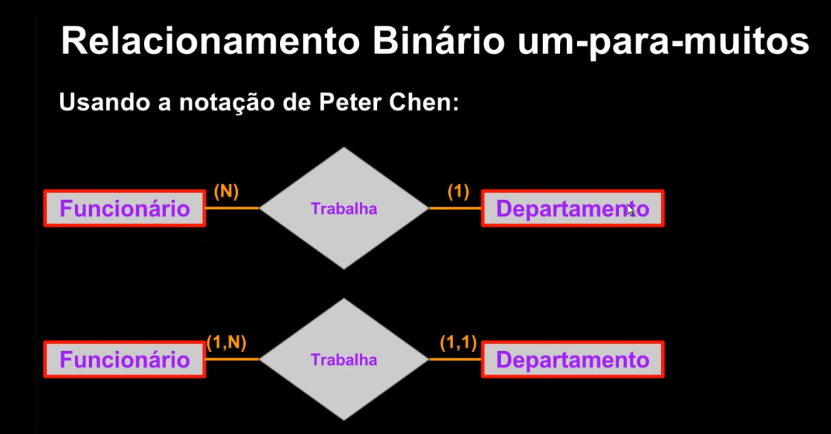 Relacionamento Binário um-para-muitos
Usando a notação de Peter Chen:
Funcionário (N) Trabalha (1) Departamento
Funcionário (1,N) Trabalha (1,1) Departamento